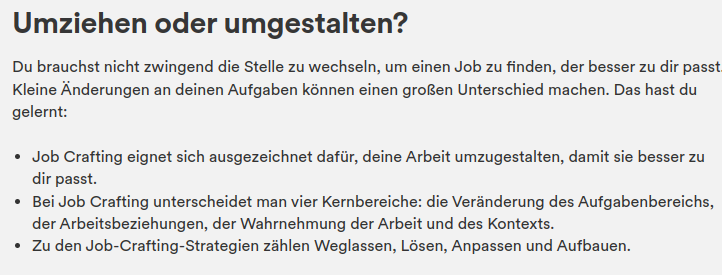 Umziehen oder umgestalten?
Du brauchst nicht zwingend die Stelle zu wechseln, um einen Job zu finden, der besser zu dir passt.
Kleine Änderungen an deinen Aufgaben können einen großen Unterschied machen. Das hast du
gelernt:
• Job Crafting eignet sich ausgezeichnet dafür, deine Arbeit umzugestalten, damit sie besser zu
dir passt.
• Bei Job Crafting unterscheidet man vier Kernbereiche: die Veränderung des Aufgabenbereichs,
der Arbeitsbeziehungen, der Wahrnehmung der Arbeit und des Kontexts.
• Zu den Job-Crafting-Strategien zählen Weglassen, Lösen, Anpassen und Aufbauen.